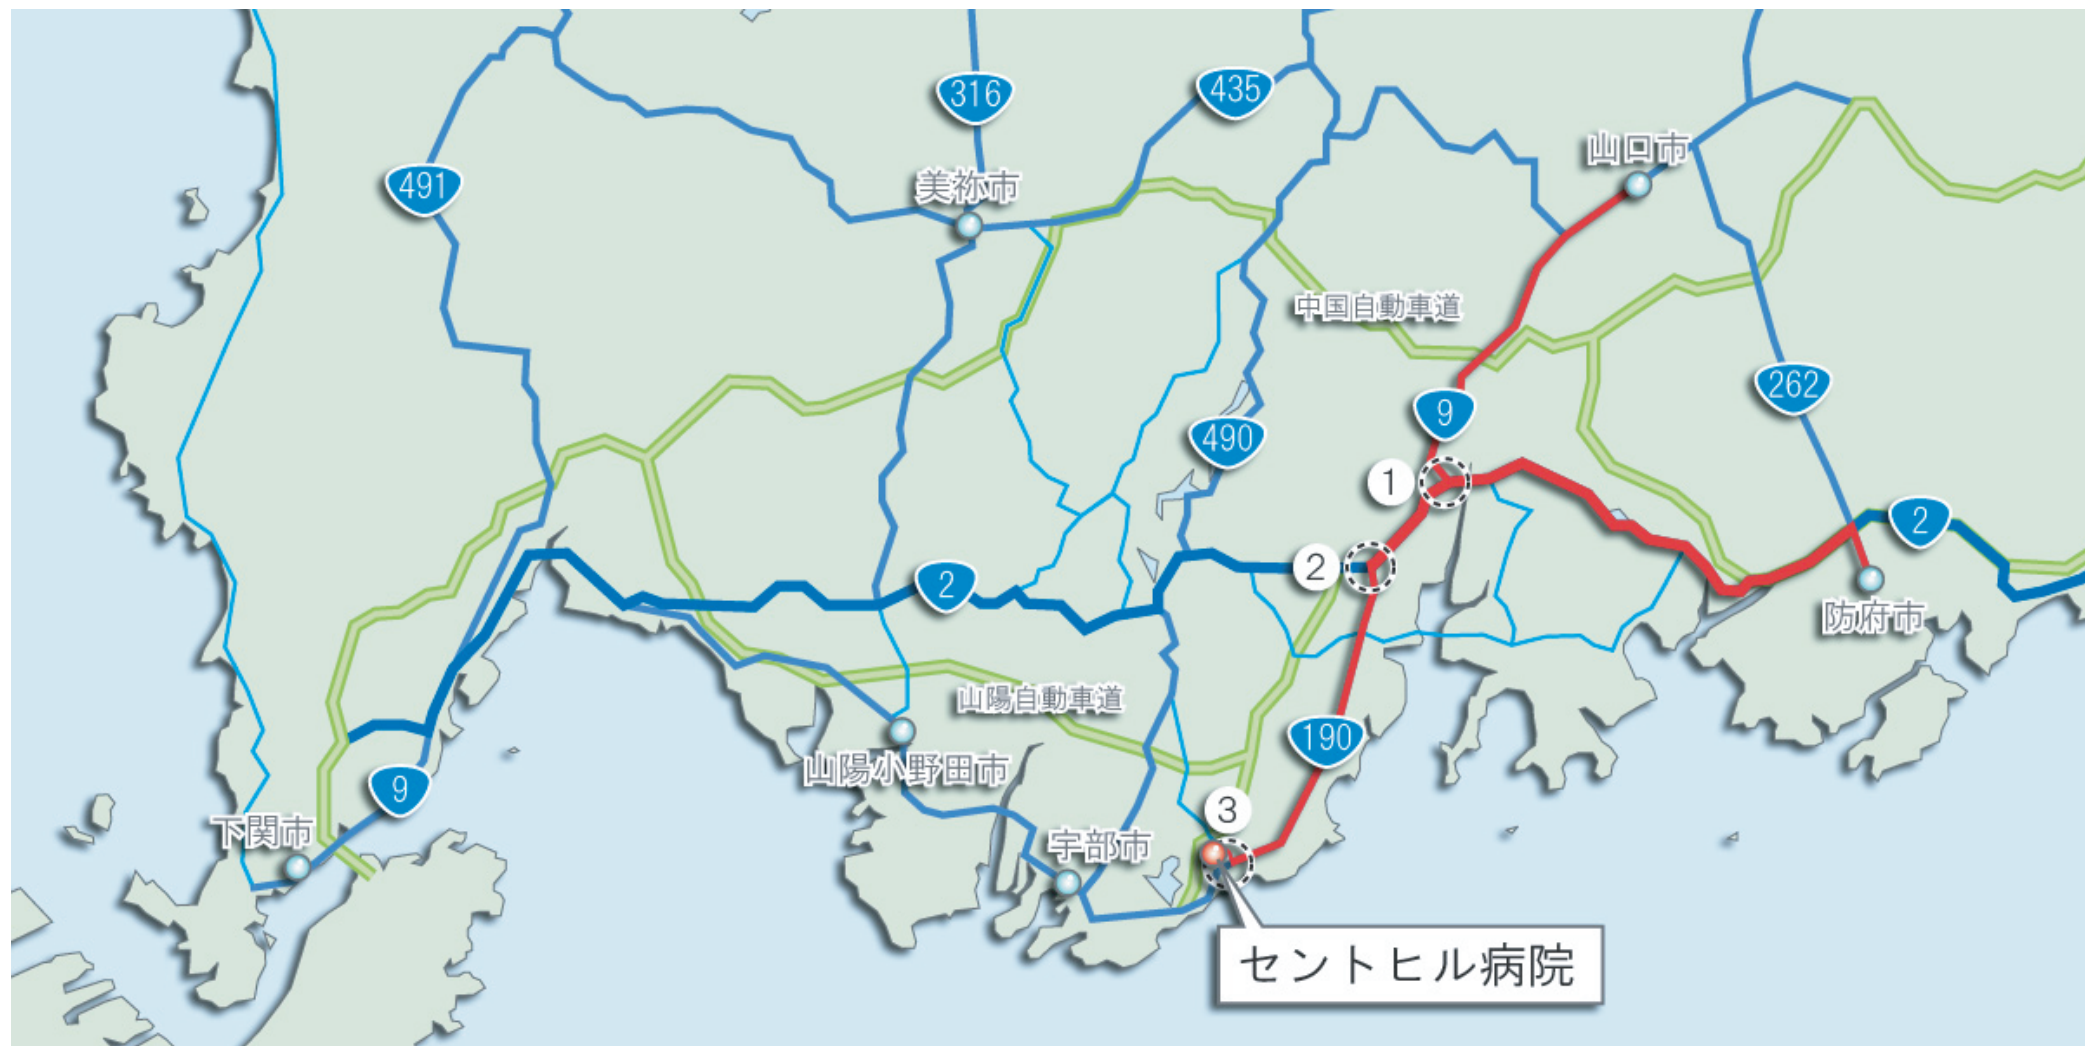 316
435
山口市
491
美祢市
中国自動車道
262
9
490
1
2
2
2
防府市
山陽自動車道
190
山陽小野田市
9
3
下関市
宇部市
セントヒル病院